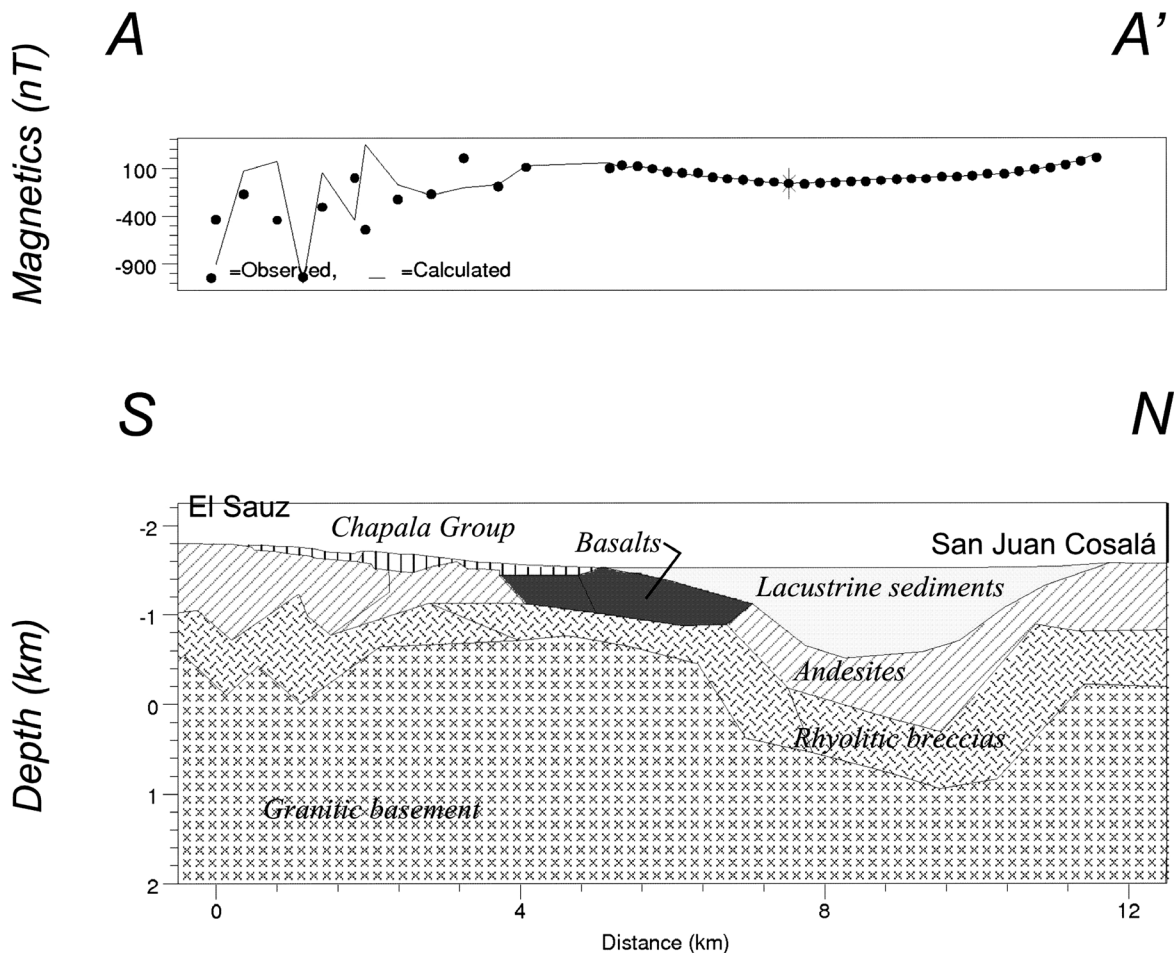 A A’
Magnetics (nT)
100
-400
-900
=Observed, =Calculated
S N
El Sauz
Chapala Group
Basalts
San Juan Cosalá
Lacustrine sediments
Andesites
Rhyolitic breccias
Granitic basement
Depth (km)
-2
-1
0
1
2
0 4 8 12
Distance (km)